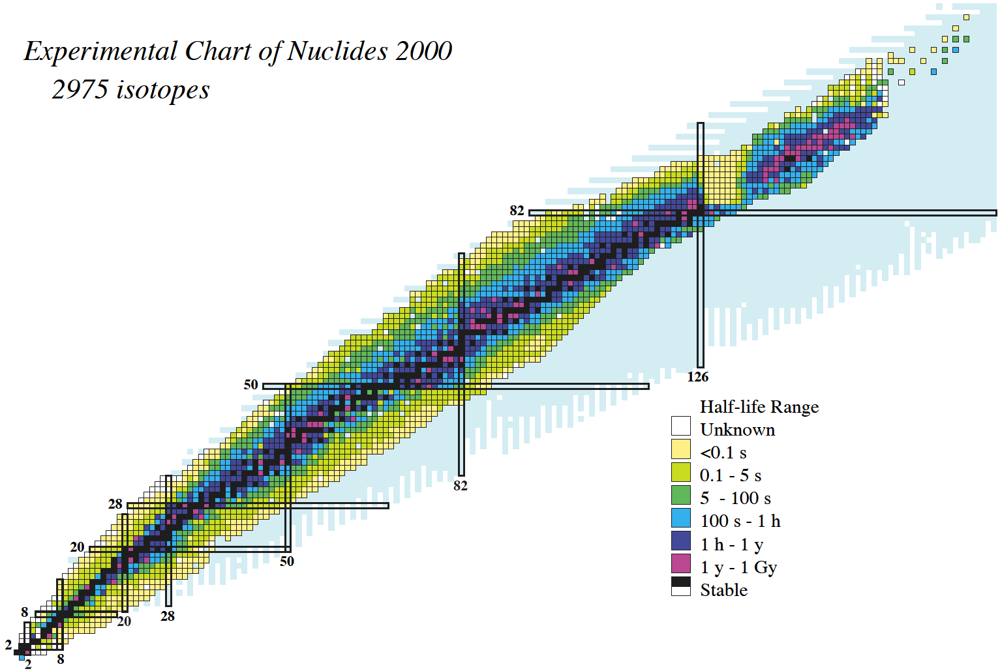 Experimental Chart of Nuclides 2000
2975 isotopes
82
126
50
82
28
50
20
28
8
20
2
8
2
Half-life Range
Unknown
<0.1 s
0.1 - 5 s
5 - 100 s
100 s - 1 h
1 h - 1 y
1 y - 1 Gy
Stable